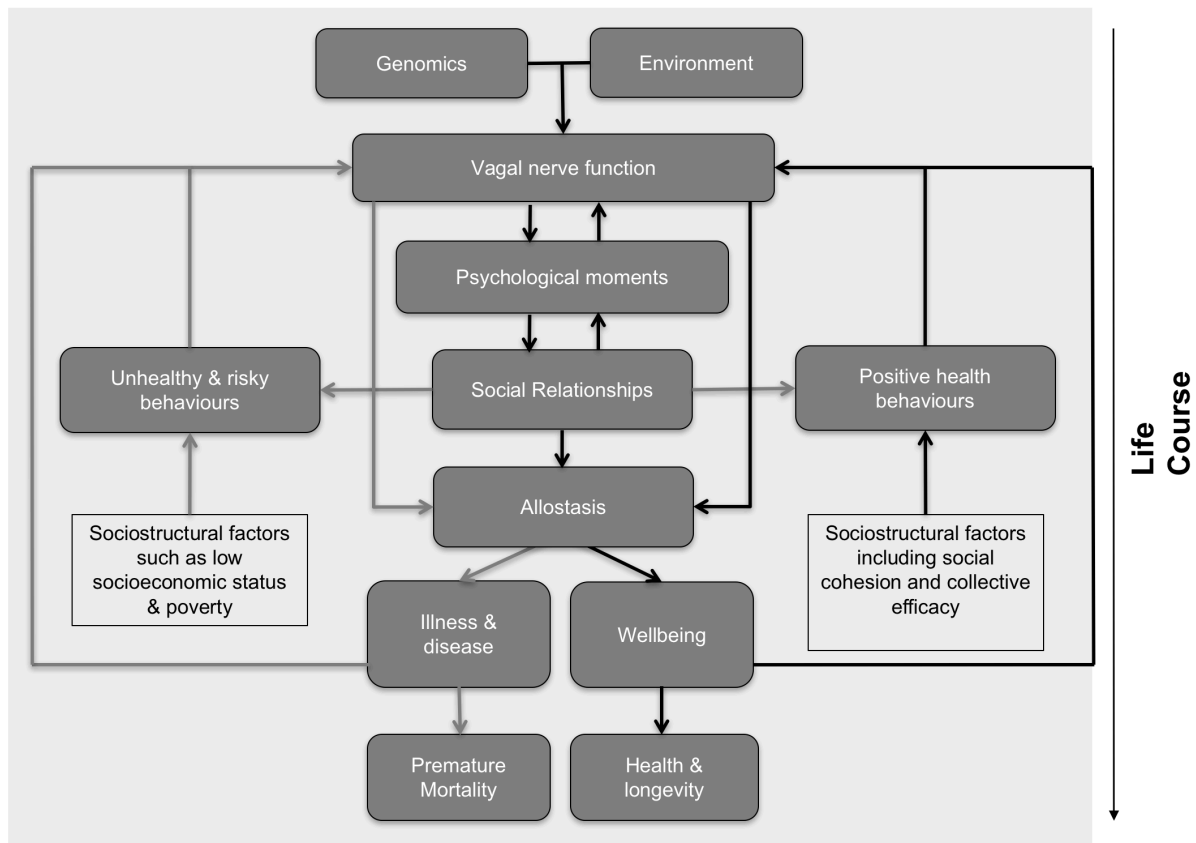 Genomics
Environment
Vagal nerve function
Psychological moments
Unhealthy & risky
behaviours
Social Relationships
Positive health
behaviours
Life
Course
Allostasis
Sociostructural factors
such as low
socioeconomic status
& poverty
Sociostructural factors
including social
cohesion and collective
efficacy
Illness &
disease
Wellbeing
Premature
Mortality
Health &
longevity